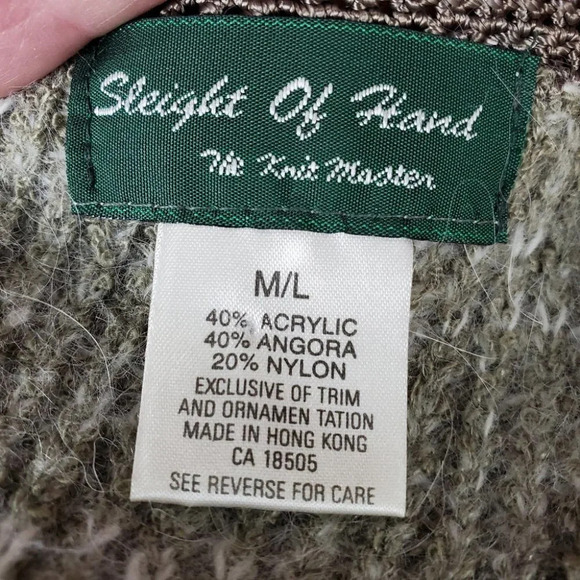 Sleight Of Hand
The Knit Master
M/L
40% ACRYLIC
40% ANGORA
20% NYLON
EXCLUSIVE OF TRIM
AND ORNAMEN TATION
MADE IN HONG KONG
CA 18505
SEE REVERSE FOR CARE